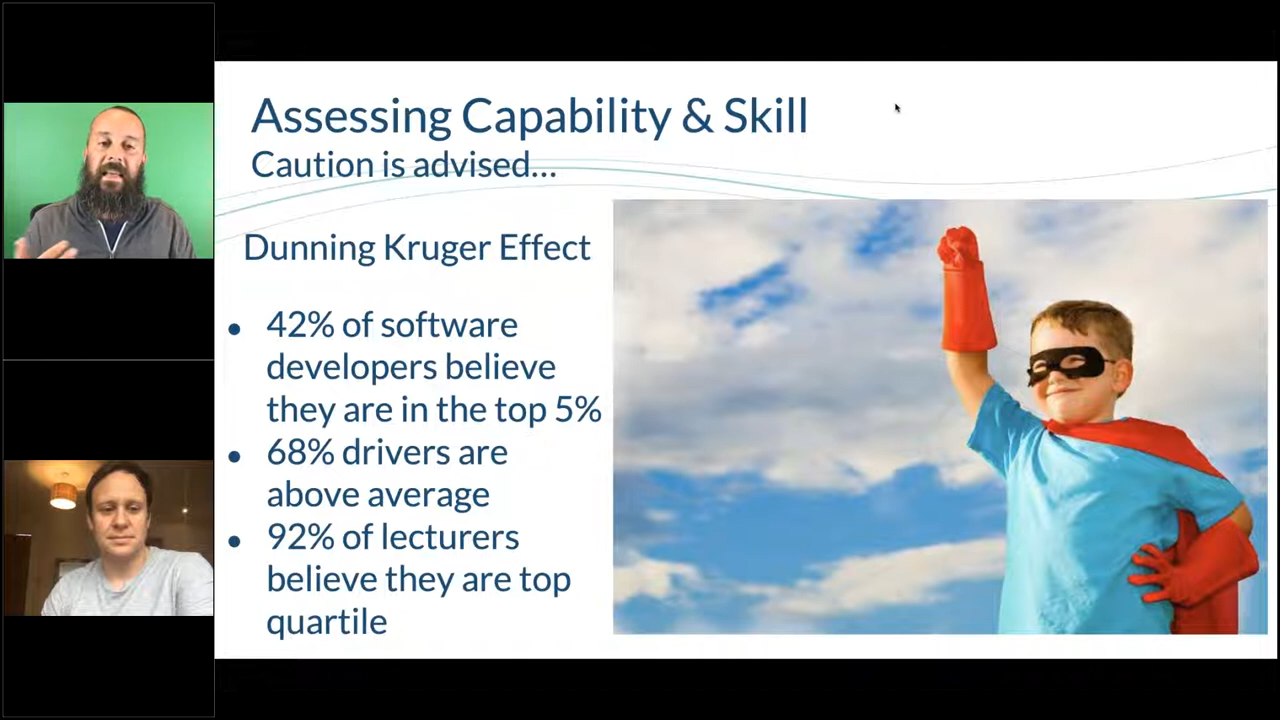 Assessing Capability & Skill
Caution is advised...
Dunning Kruger Effect
● 42% of software
developers believe
they are in the top 5%
● 68% drivers are
above average
● 92% of lecturers
believe they are top
quartile